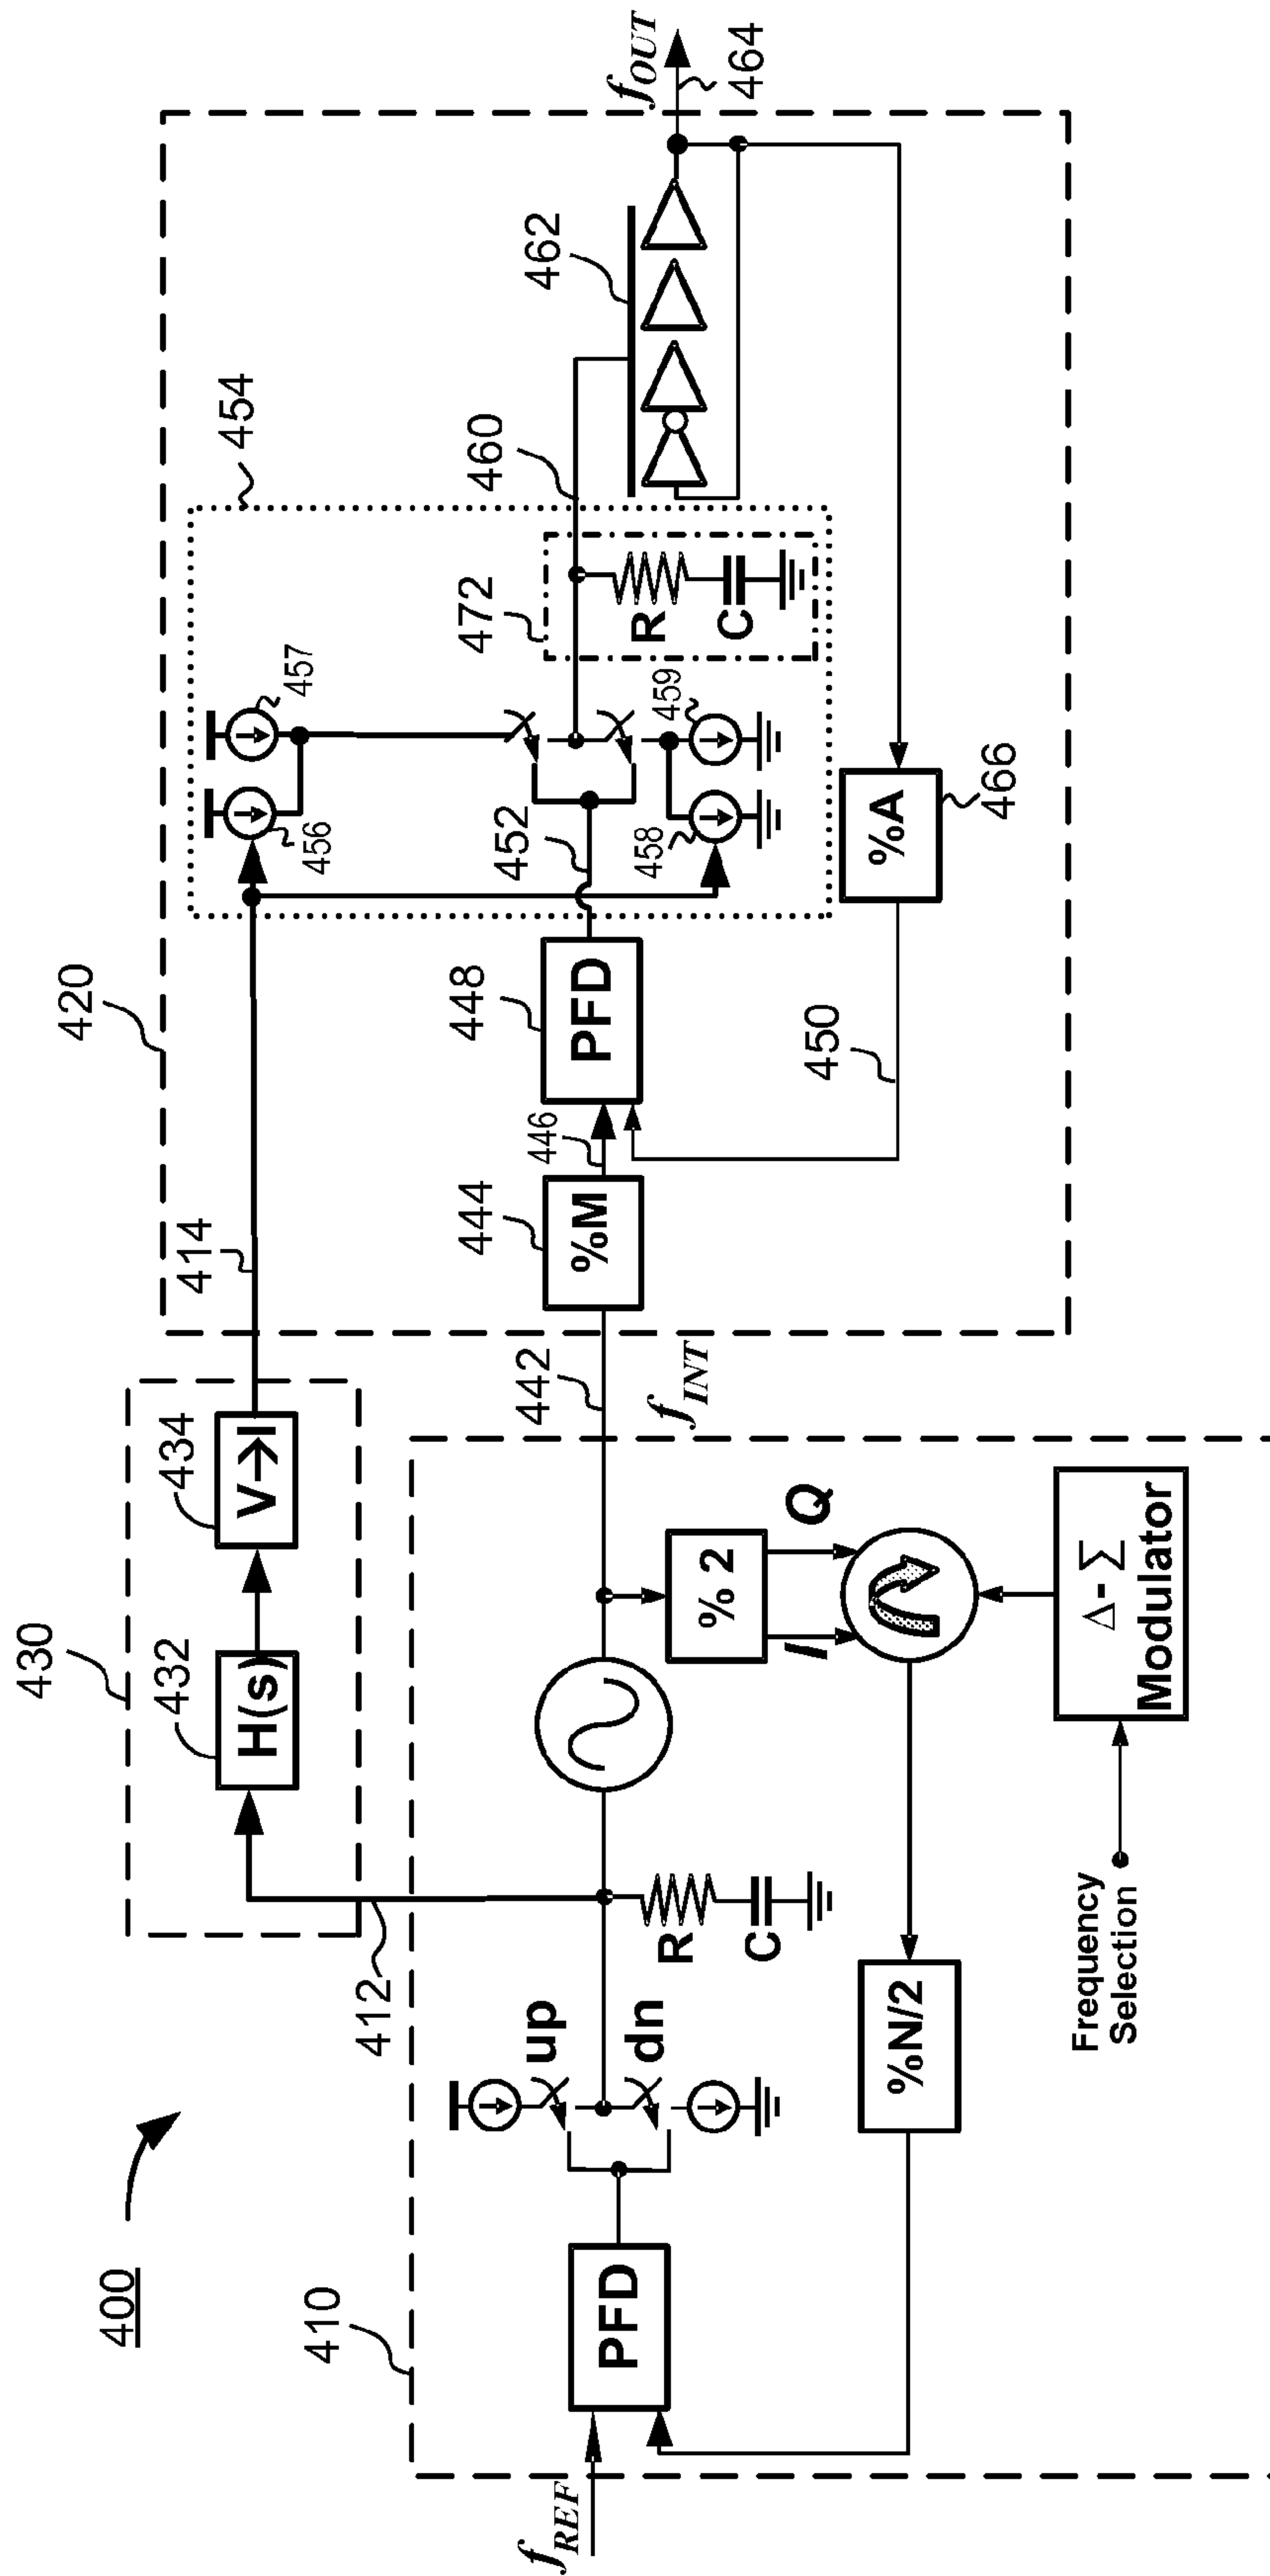 400
410
f_REF
PFD
up
dn
R
C
412
%N/2
Frequency
Selection
Δ-Σ
Modulator
% 2
I
Q
430
432
H(s)
434
V→I
414
442
f_INT
420
444
%M
446
448
PFD
450
452
454
456
457
458
459
472
R
C
460
462
466
%A
f_OUT
464